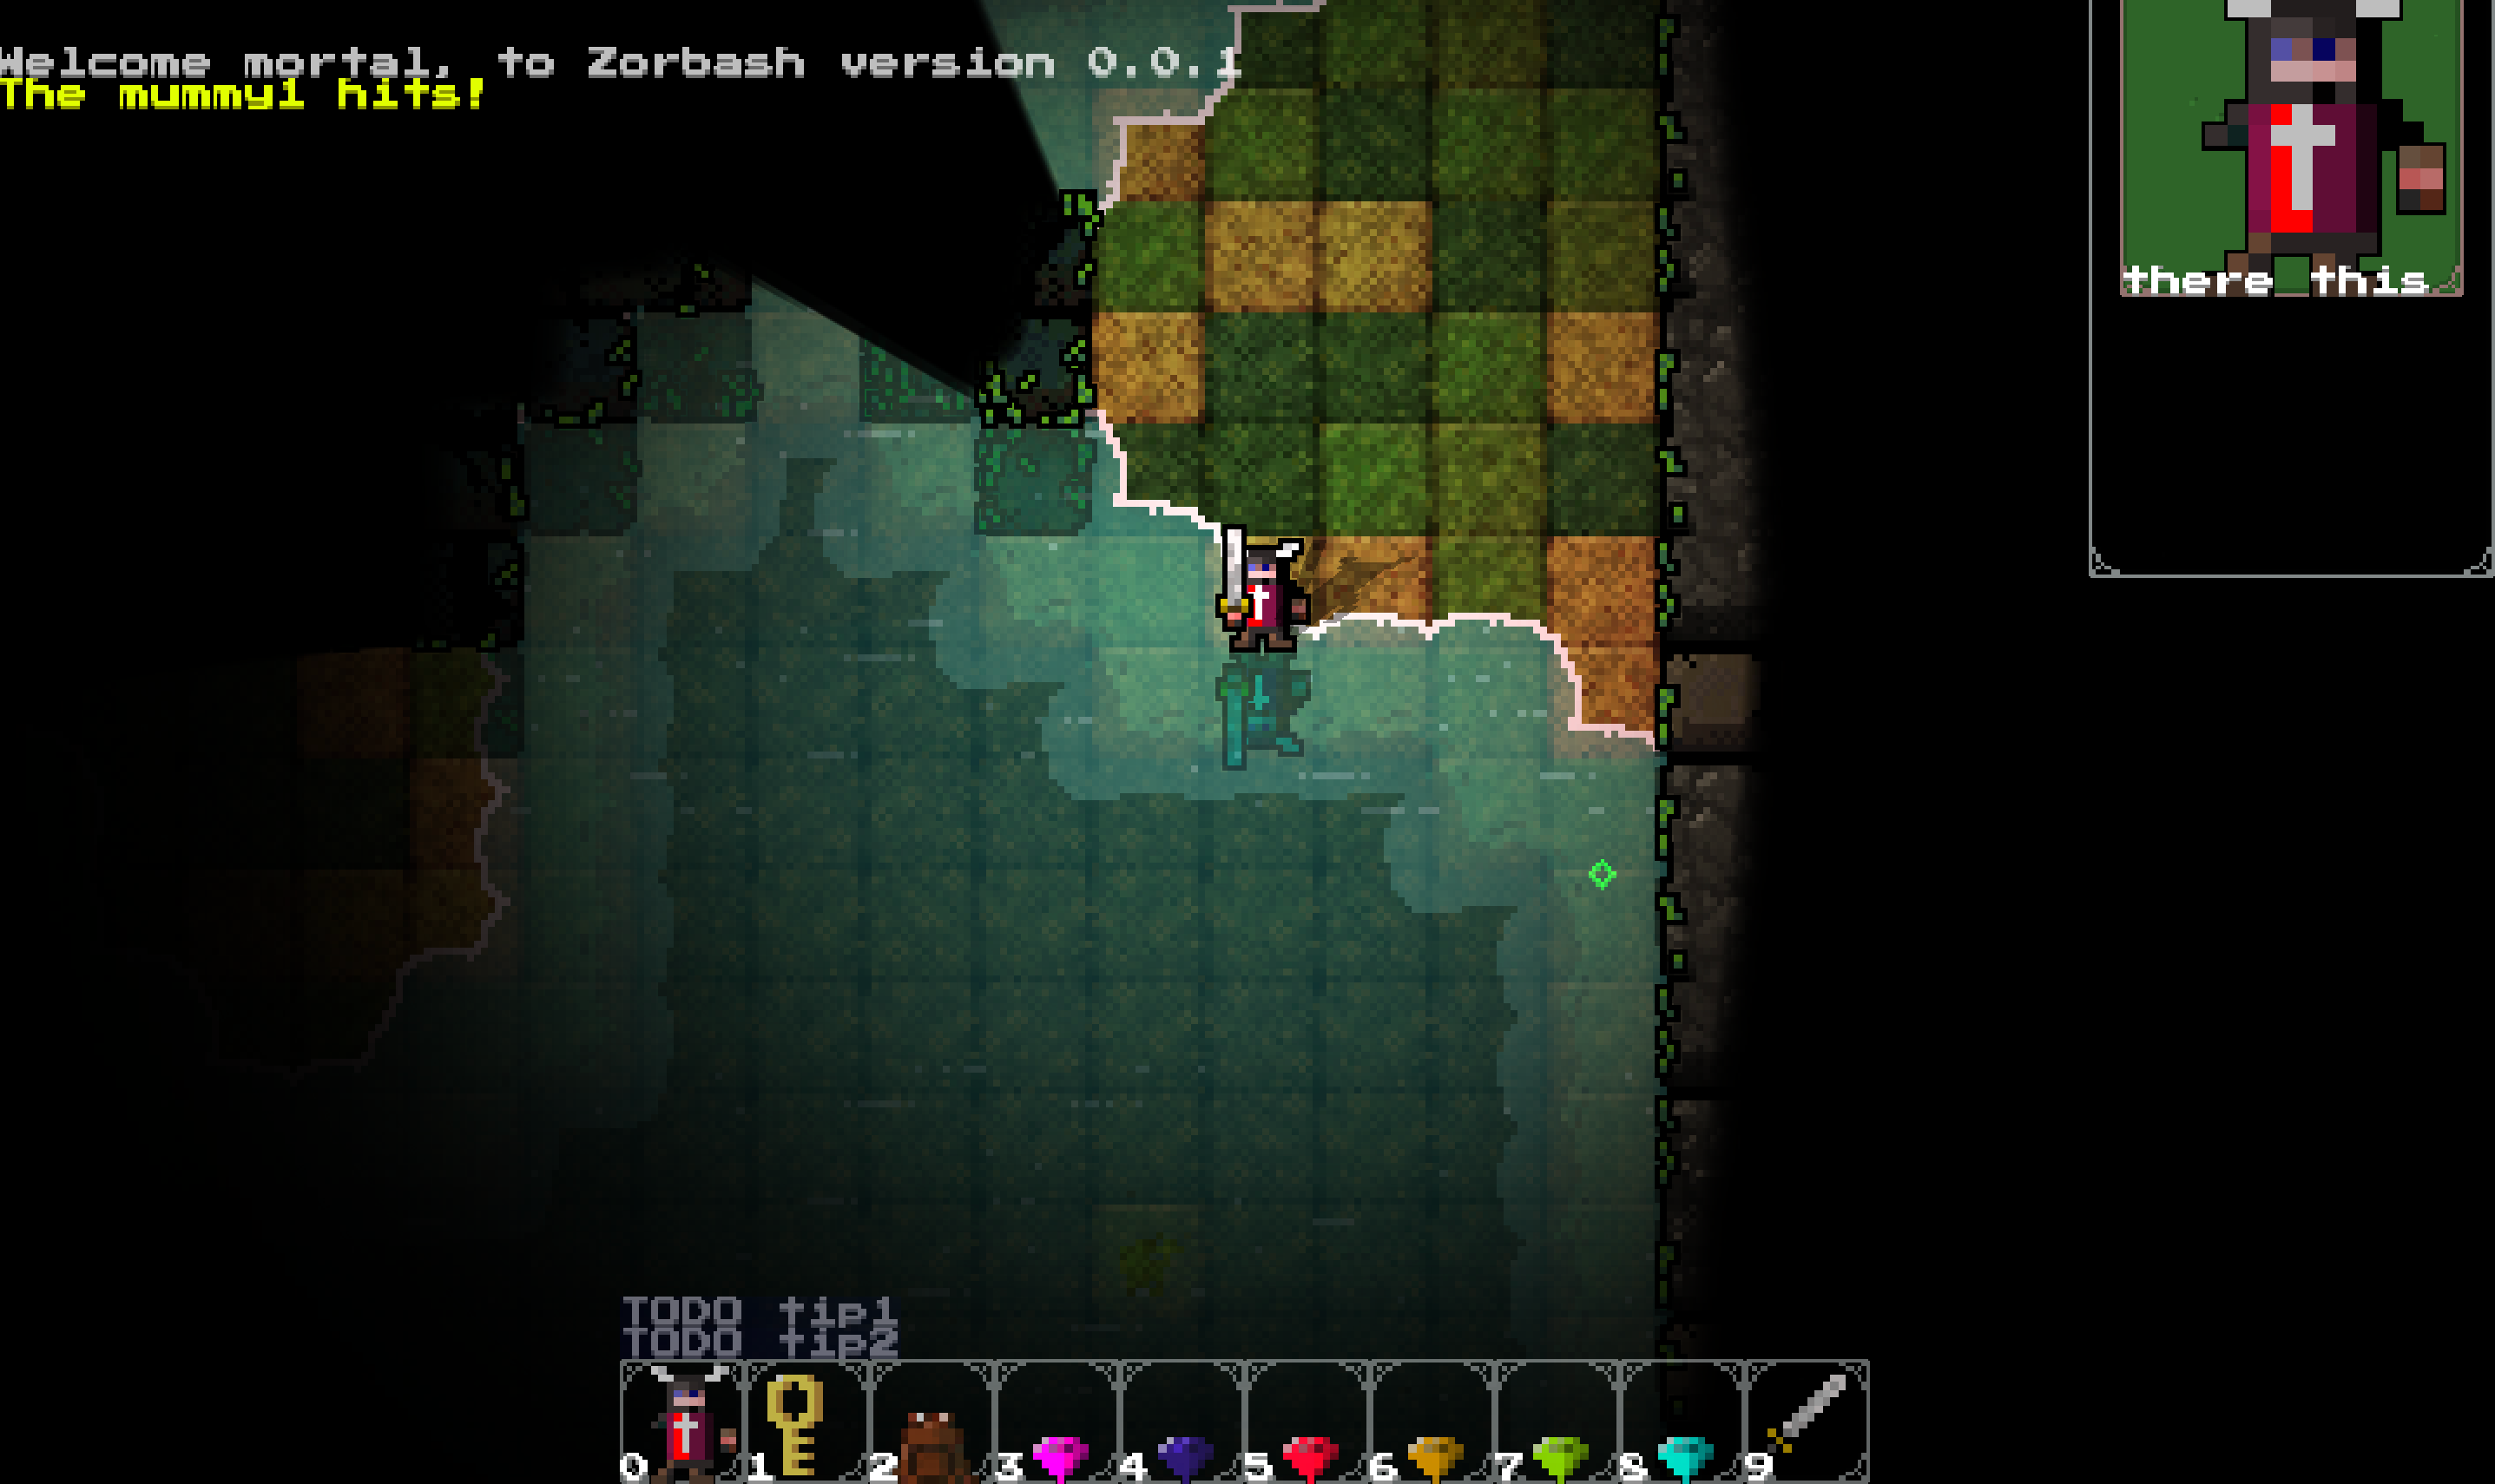 Welcome mortal, to Zorbash version 0.0.1
The mummy1 hits!
there this
TODO tip1
TODO tip2
0 1 2 3 4 5 6 7 8 9